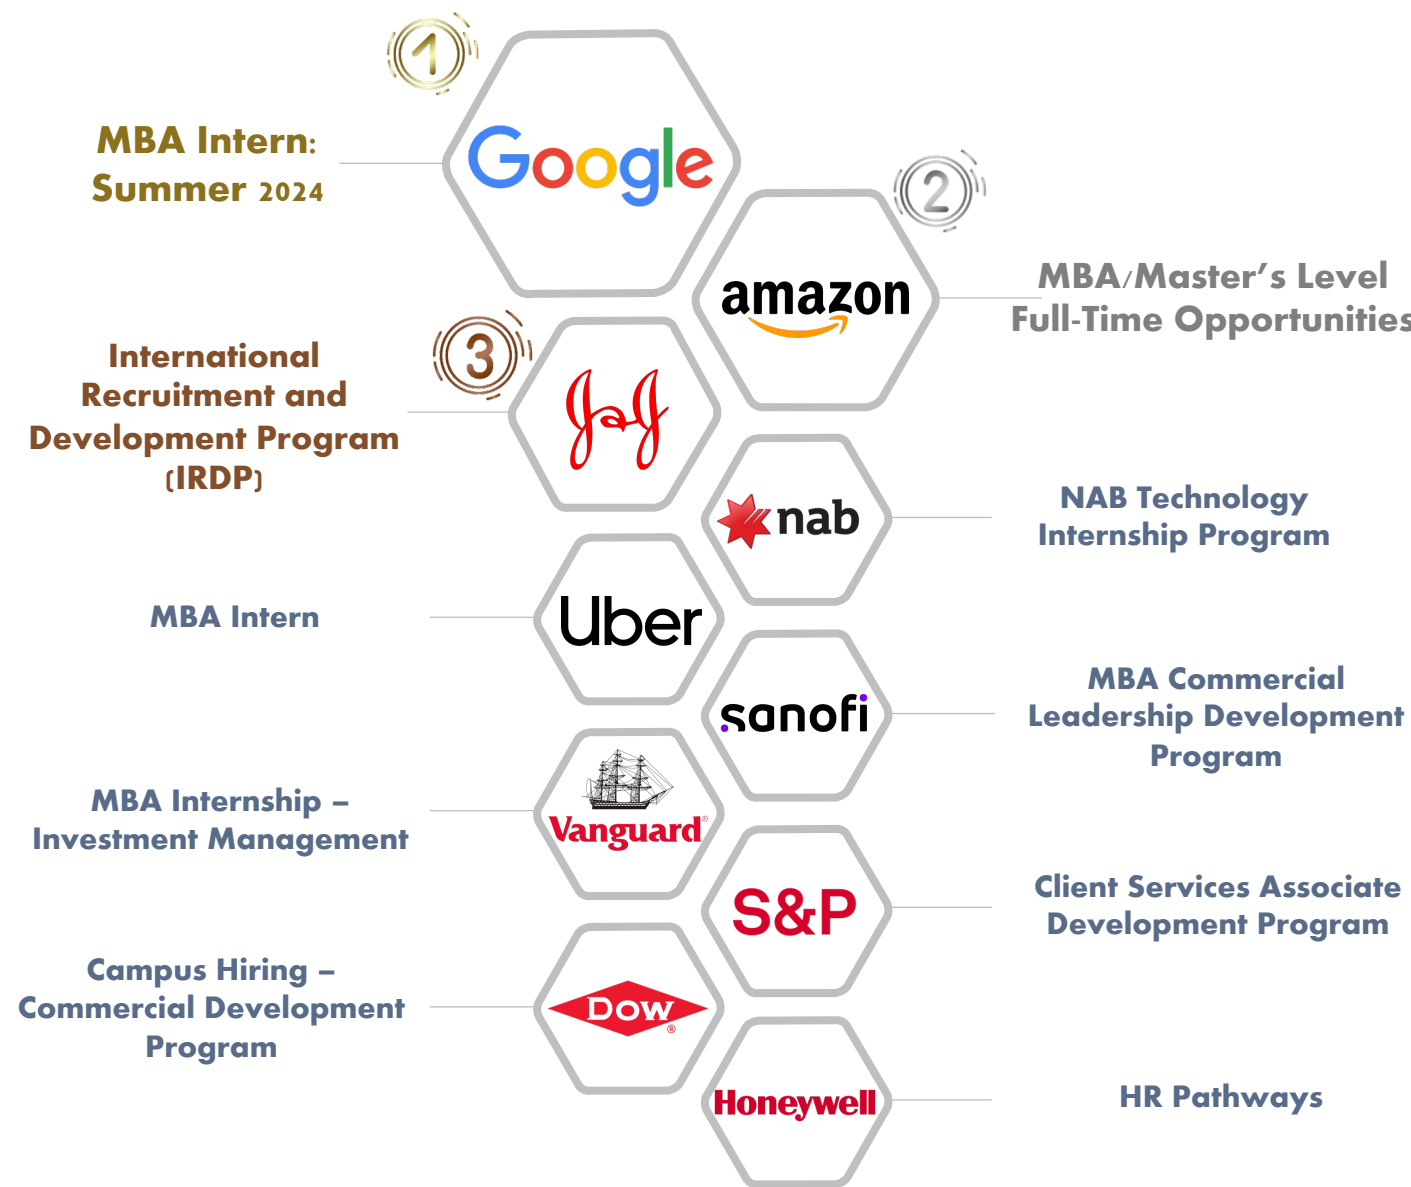 1
MBA Intern:
Summer 2024
Google
2
amazon
MBA/Master’s Level
Full-Time Opportunities
3
International
Recruitment and
Development Program
(IRDP)
J&J
nab
NAB Technology
Internship Program
MBA Intern
Uber
sanofi
MBA Commercial
Leadership Development
Program
MBA Internship –
Investment Management
Vanguard®
S&P
Client Services Associate
Development Program
Campus Hiring –
Commercial Development
Program
Dow
®
Honeywell
HR Pathways